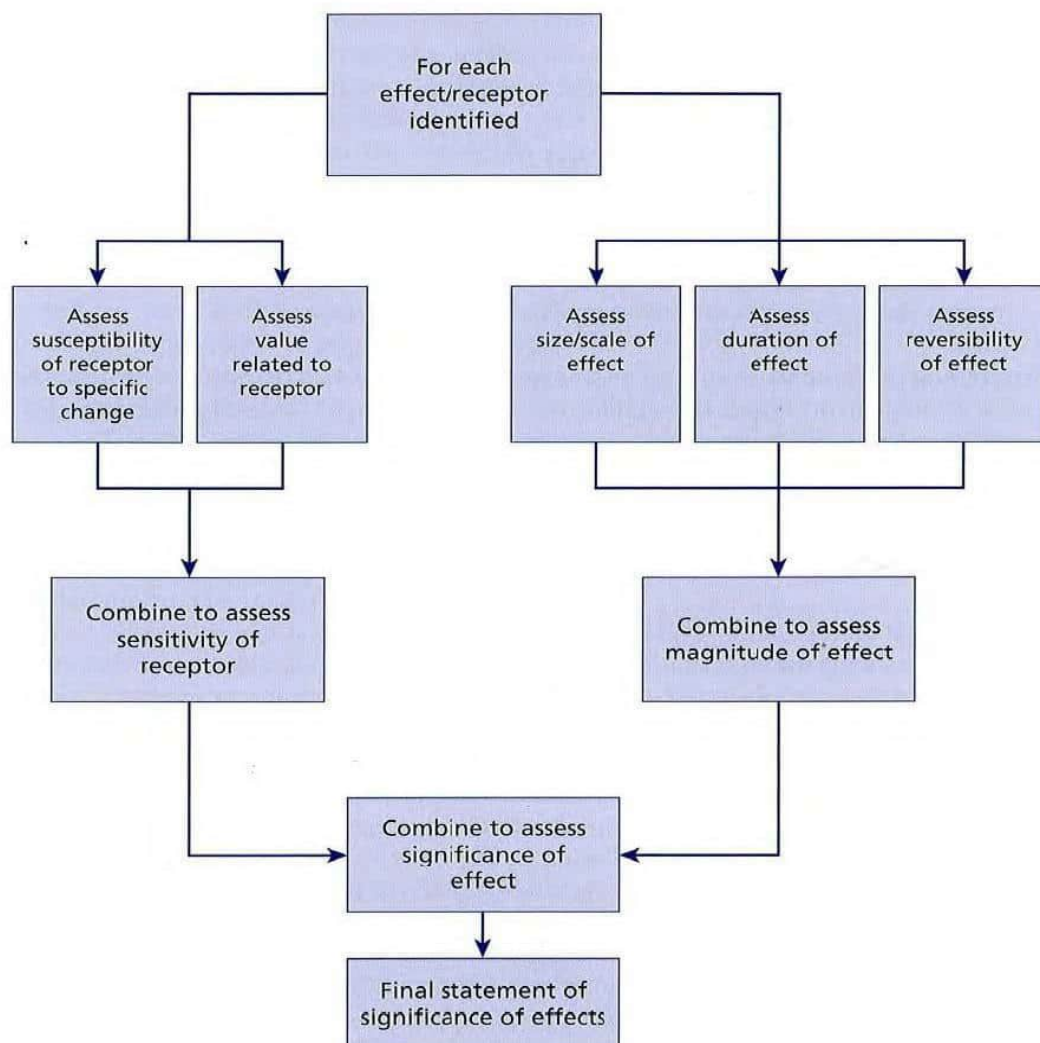 For each
effect/receptor
identified
Assess
susceptibility
of receptor
to specific
change
Assess
value
related to
receptor
Assess
size/scale of
effect
Assess
duration of
effect
Assess
reversibility
of effect
Combine to assess
sensitivity of
receptor
Combine to assess
magnitude of effect
Combine to assess
significance of
effect
Final statement of
significance of effects